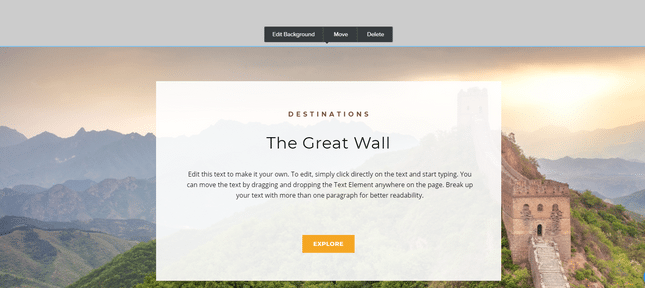 Edit Background Move Delete
DESTINATIONS
The Great Wall
Edit this text to make it your own. To edit, simply click directly on the text and start typing. You
can move the text by dragging and dropping the Text Element anywhere on the page. Break up
your text with more than one paragraph for better readability.
EXPLORE